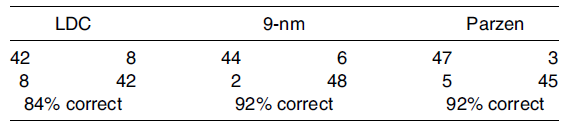 LDC 9-nm Parzen
42 8 44 6 47 3
8 42 2 48 5 45
84% correct 92% correct 92% correct